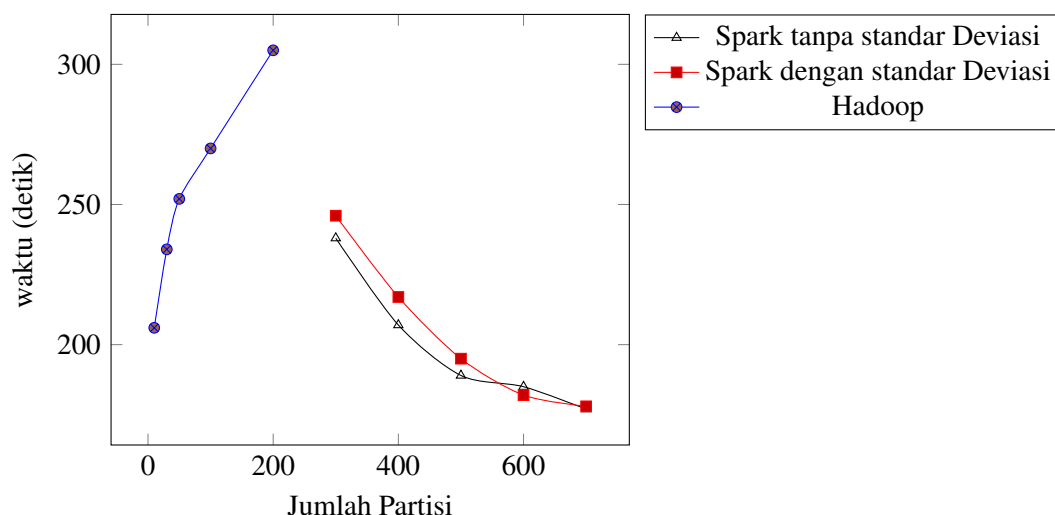 Spark tanpa standar Deviasi
Spark dengan standar Deviasi
Hadoop
300
250
200
waktu (detik)
0 200 400 600
Jumlah Partisi